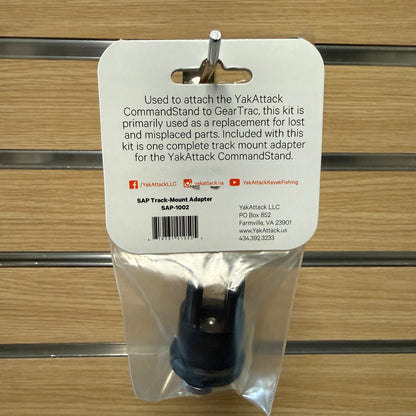 Used to attach the YakAttack
CommandStand to GearTrac, this kit is
primarily used as a replacement for lost
and misplaced parts. Included with this
kit is one complete track mount adapter
for the YakAttack CommandStand.
/YakAttackLLC yakattack.us /YakAttackKayakFishing
SAP Track-Mount Adapter
SAP-1002
YakAttack LLC
PO Box 852
Farmville, VA 23901
www.YakAttack.us
434.392.3233